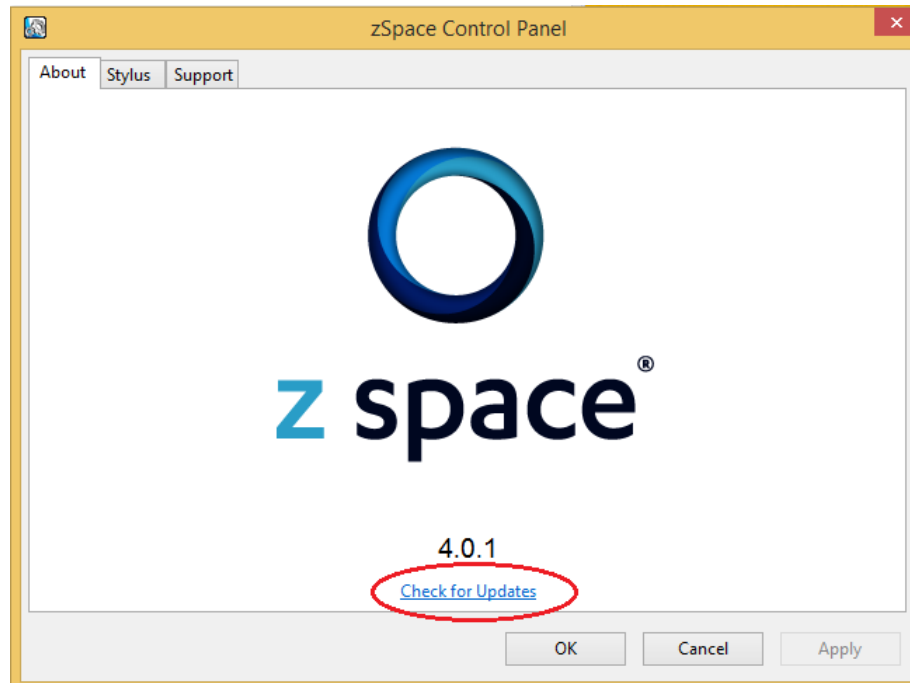 zSpace Control Panel
About Stylus Support
z space®
4.0.1
Check for Updates
OK Cancel Apply